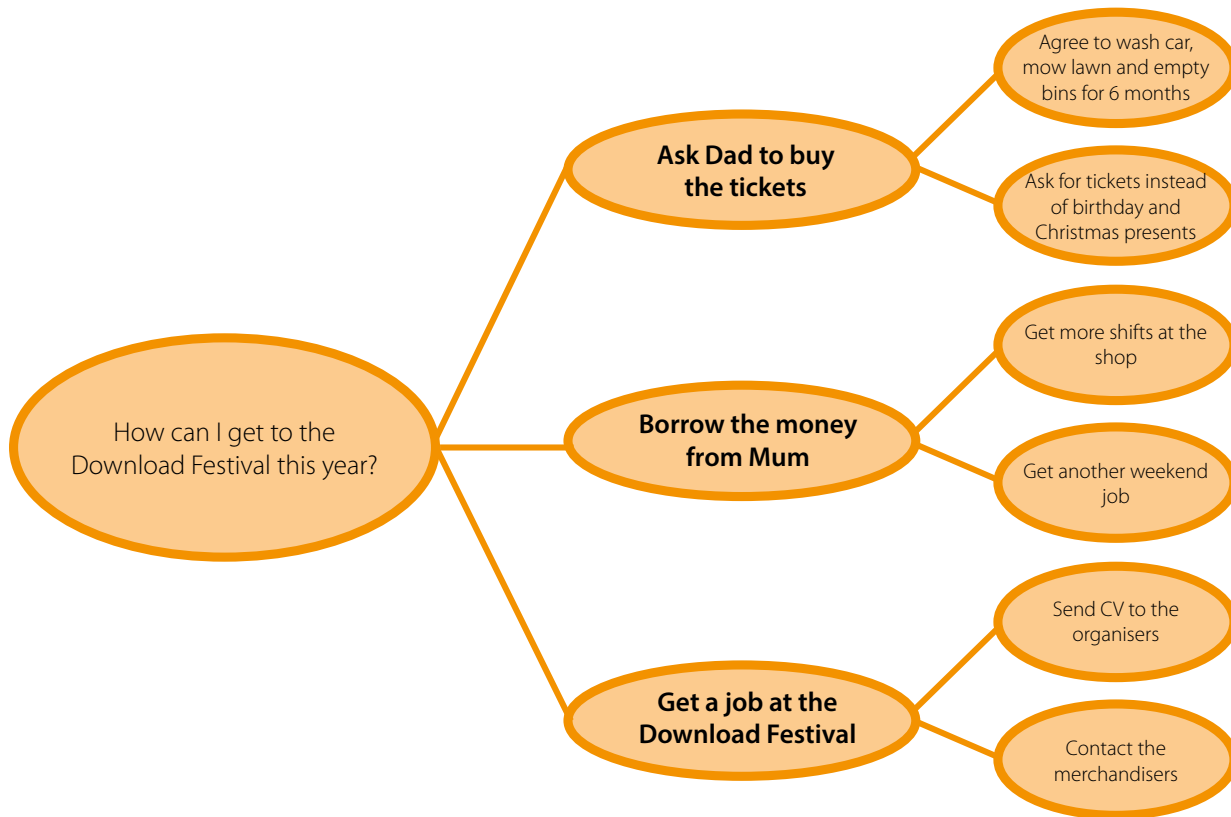 How can I get to the
Download Festival this year?
Ask Dad to buy
the tickets
Agree to wash car,
mow lawn and empty
bins for 6 months
Ask for tickets instead
of birthday and
Christmas presents
Borrow the money
from Mum
Get more shifts at the
shop
Get another weekend
job
Get a job at the
Download Festival
Send CV to the
organisers
Contact the
merchandisers